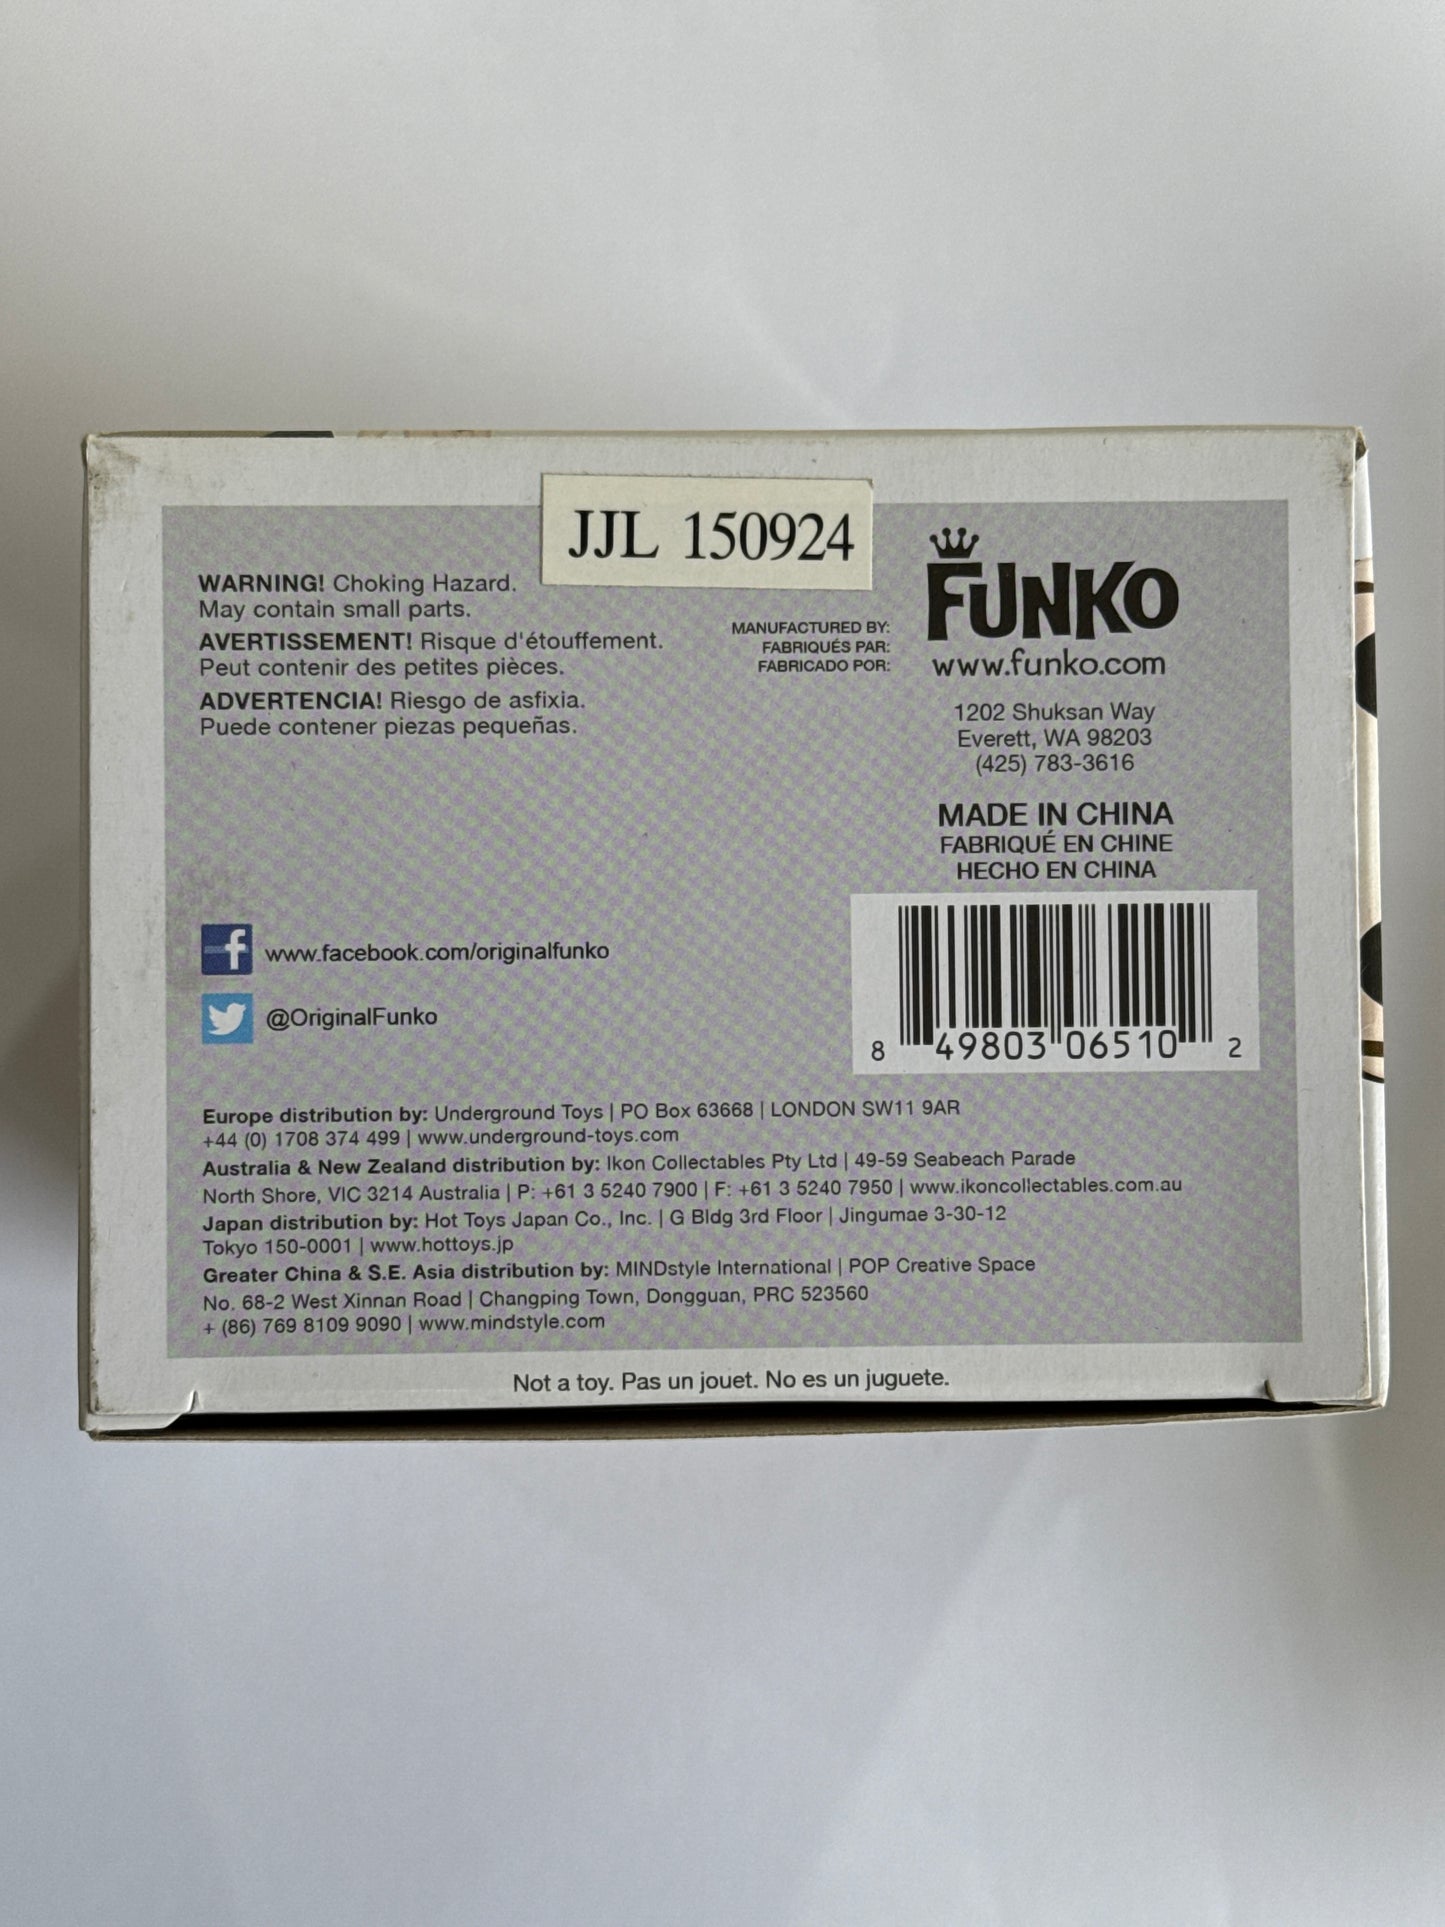 JJL 150924
WARNING! Choking Hazard.
May contain small parts.
AVERTISSEMENT! Risque d'étouffement.
Peut contenir des petites pièces.
ADVERTENCIA! Riesgo de asfixia.
Puede contener piezas pequeñas.
MANUFACTURED BY:
FABRIQUÉS PAR:
FABRICADO POR:
FUNKO
www.funko.com
1202 Shuksan Way
Everett, WA 98203
(425) 783-3616
MADE IN CHINA
FABRIQUÉ EN CHINE
HECHO EN CHINA
8 49803 06510 2
f www.facebook.com/originalfunko
@OriginalFunko
Europe distribution by: Underground Toys | PO Box 63668 | LONDON SW11 9AR
+44 (0) 1708 374 499 | www.underground-toys.com
Australia & New Zealand distribution by: Ikon Collectables Pty Ltd | 49-59 Seabeach Parade
North Shore, VIC 3214 Australia | P: +61 3 5240 7900 | F: +61 3 5240 7950 | www.ikoncollectables.com.au
Japan distribution by: Hot Toys Japan Co., Inc. | G Bldg 3rd Floor | Jingumae 3-30-12
Tokyo 150-0001 | www.hottoys.jp
Greater China & S.E. Asia distribution by: MINDstyle International | POP Creative Space
No. 68-2 West Xinnan Road | Changping Town, Dongguan, PRC 523560
+ (86) 769 8109 9090 | www.mindstyle.com
Not a toy. Pas un jouet. No es un juguete.